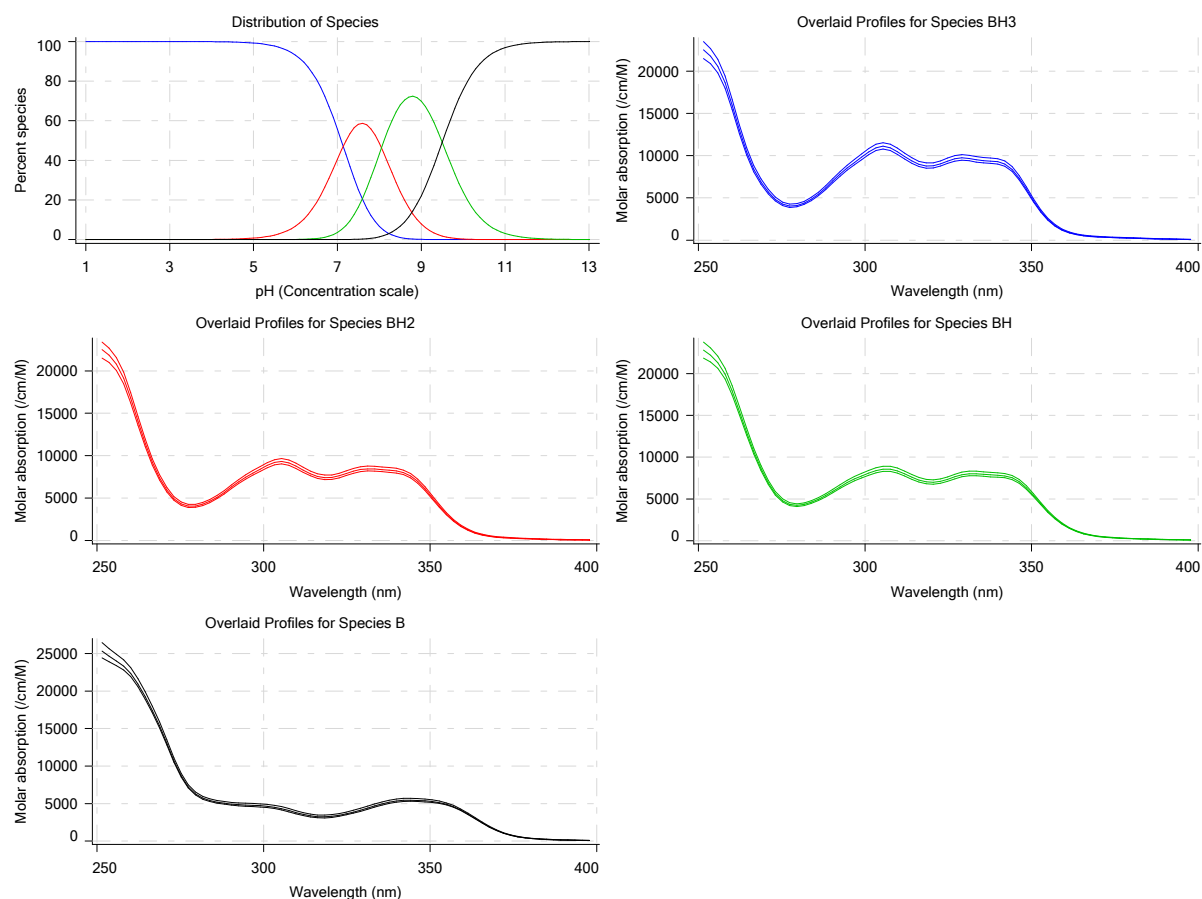 Distribution of Species
Percent species
100
80
60
40
20
0
1 3 5 7 9 11 13
pH (Concentration scale)
Overlaid Profiles for Species BH3
Molar absorption (/cm/M)
20000
15000
10000
5000
0
250 300 350 400
Wavelength (nm)
Overlaid Profiles for Species BH2
Molar absorption (/cm/M)
20000
15000
10000
5000
0
250 300 350 400
Wavelength (nm)
Overlaid Profiles for Species BH
Molar absorption (/cm/M)
20000
15000
10000
5000
0
250 300 350 400
Wavelength (nm)
Overlaid Profiles for Species B
Molar absorption (/cm/M)
25000
20000
15000
10000
5000
0
250 300 350 400
Wavelength (nm)